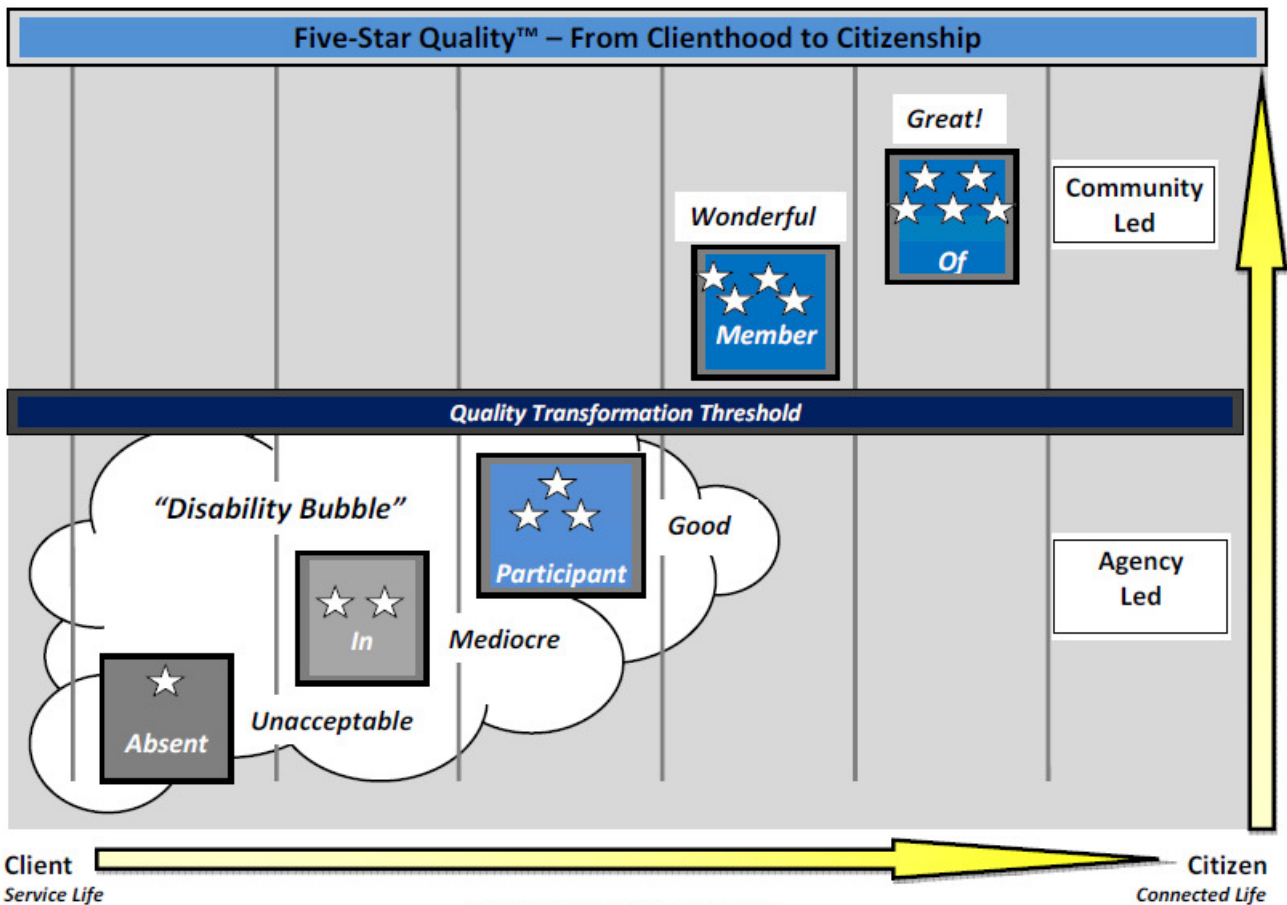 Five-Star Quality™ – From Clienthood to Citizenship
Great!
Of
Community
Led
Wonderful
Member
Quality Transformation Threshold
"Disability Bubble"
Participant
Good
Agency
Led
In
Mediocre
Absent
Unacceptable
Client
Service Life
Citizen
Connected Life